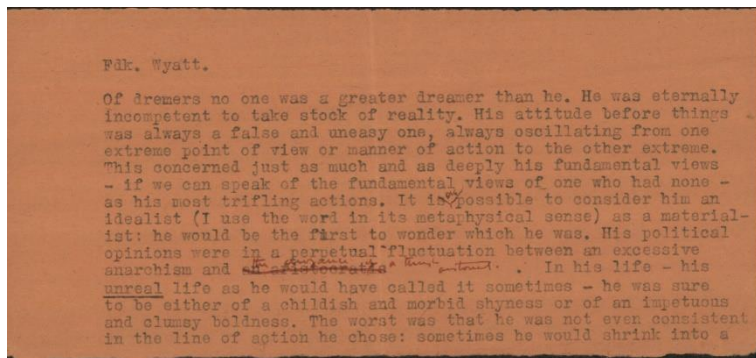 Fdk. Wyatt.
Of dremers no one was a greater dreamer than he. He was eternally
incompetent to take stock of reality. His attitude before things
was always a false and uneasy one, always oscillating from one
extreme point of view or manner of action to the other extreme.
This concerned just as much and as deeply his fundamental views
- if we can speak of the fundamental views of one who had none -
as his most trifling actions. It is possible to consider him an
idealist (I use the word in its metaphysical sense) as a material-
ist: he would be the first to wonder which he was. His political
opinions were in a perpetual fluctuation between an excessive
anarchism and the arrogance of a . In his life - his
unreal life as he would have called it sometimes - he was sure
to be either of a childish and morbid shyness or of an impetuous
and clumsy boldness. The worst was that he was not even consistent
in the line of action he chose: sometimes he would shrink into a